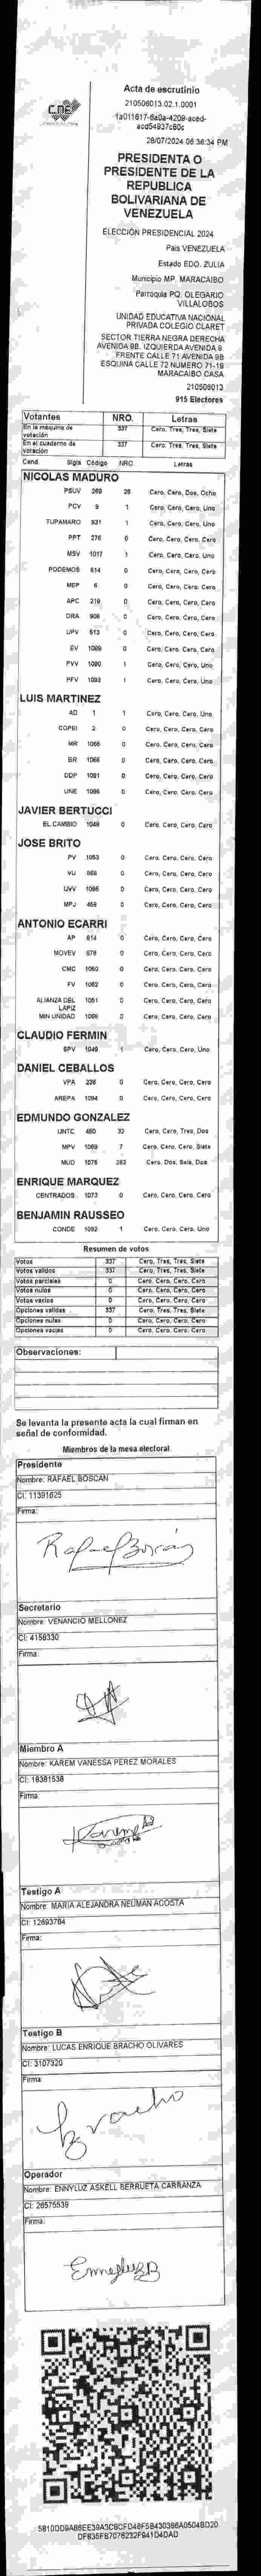 CNE
Acta de escrutinio
210506013.02.1.0001
1a011617-6a0a-4209-aced-
acd54937c60c
28/07/2024 06:36:34 PM
PRESIDENTA O
PRESIDENTE DE LA
REPUBLICA
BOLIVARIANA DE
VENEZUELA
ELECCIÓN PRESIDENCIAL 2024
Pais VENEZUELA
Estado EDO. ZULIA
Municipio MP. MARACAIBO
Parroquia PQ. OLEGARIO
VILLALOBOS
UNIDAD EDUCATIVA NACIONAL
PRIVADA COLEGIO CLARET
SECTOR TIERRA NEGRA DERECHA
AVENIDA 9B. IZQUIERDA AVENIDA 9.
FRENTE CALLE 71 AVENIDA 9B
ESQUINA CALLE 72 NUMERO 71-19
MARACAIBO CASA
210506013
915 Electores
Votantes NRO. Letras
En la máquina de votación 337 Cero, Tres, Tres, Siete
En el cuaderno de votación 337 Cero, Tres, Tres, Siete
Cand. Sigla Código NRO Letras
NICOLAS MADURO
PSUV 260 28 Cero, Cero, Dos, Ocho
PCV 9 1 Cero, Cero, Cero, Uno
TUPAMARO 931 1 Cero, Cero, Cero, Uno
PPT 276 0 Cero, Cero, Cero, Cero
MSV 1017 1 Cero, Cero, Cero, Uno
PODEMOS 514 0 Cero, Cero, Cero, Cero
MEP 6 0 Cero, Cero, Cero, Cero
APC 219 0 Cero, Cero, Cero, Cero
ORA 906 0 Cero, Cero, Cero, Cero
UPV 613 0 Cero, Cero, Cero, Cero
EV 1089 0 Cero, Cero, Cero, Cero
PVV 1090 1 Cero, Cero, Cero, Uno
PFV 1093 1 Cero, Cero, Cero, Uno
LUIS MARTINEZ
AD 1 1 Cero, Cero, Cero, Uno
COPEI 2 0 Cero, Cero, Cero, Cero
MR 1068 0 Cero, Cero, Cero, Cero
BR 1066 0 Cero, Cero, Cero, Cero
DDP 1091 0 Cero, Cero, Cero, Cero
UNE 1095 0 Cero, Cero, Cero, Cero
JAVIER BERTUCCI
EL CAMBIO 1048 0 Cero, Cero, Cero, Cero
JOSE BRITO
PV 1053 0 Cero, Cero, Cero, Cero
VU 868 0 Cero, Cero, Cero, Cero
UVV 1096 0 Cero, Cero, Cero, Cero
MPJ 468 0 Cero, Cero, Cero, Cero
ANTONIO ECARRI
AP 814 0 Cero, Cero, Cero, Cero
MOVEV 678 0 Cero, Cero, Cero, Cero
CMC 1050 0 Cero, Cero, Cero, Cero
FV 1062 0 Cero, Cero, Cero, Cero
ALIANZA DEL LAPIZ 1051 0 Cero, Cero, Cero, Cero
MIN UNIDAD 1088 0 Cero, Cero, Cero, Cero
CLAUDIO FERMIN
SPV 1049 1 Cero, Cero, Cero, Uno
DANIEL CEBALLOS
VPA 236 0 Cero, Cero, Cero, Cero
AREPA 1094 0 Cero, Cero, Cero, Cero
EDMUNDO GONZALEZ
UNTC 480 32 Cero, Cero, Tres, Dos
MPV 1069 7 Cero, Cero, Cero, Siete
MUD 1076 262 Cero, Dos, Seis, Dos
ENRIQUE MARQUEZ
CENTRADOS 1073 0 Cero, Cero, Cero, Cero
BENJAMIN RAUSSEO
CONDE 1092 1 Cero, Cero, Cero, Uno
Resumen de votos
Votos 337 Cero, Tres, Tres, Siete
Votos válidos 337 Cero, Tres, Tres, Siete
Votos parciales 0 Cero, Cero, Cero, Cero
Votos nulos 0 Cero, Cero, Cero, Cero
Votos vacíos 0 Cero, Cero, Cero, Cero
Opciones válidas 337 Cero, Tres, Tres, Siete
Opciones nulas 0 Cero, Cero, Cero, Cero
Opciones vacías 0 Cero, Cero, Cero, Cero
Observaciones:
Se levanta la presente acta la cual firman en
señal de conformidad.
Miembros de la mesa electoral
Presidente
Nombre: RAFAEL BOSCAN
CI: 11391625
Firma:
Rafael Boscán
Secretario
Nombre: VENANCIO MELLONEZ
CI: 4158330
Firma:
Miembro A
Nombre: KAREM VANESSA PEREZ MORALES
CI: 18381538
Firma:
Testigo A
Nombre: MARIA ALEJANDRA NEUMAN ACOSTA
CI: 12693784
Firma:
Testigo B
Nombre: LUCAS ENRIQUE BRACHO OLIVARES
CI: 3107320
Firma:
Bracho
Operador
Nombre: ENNYLUZ ASKELL BERRUETA CARRANZA
CI: 26575539
Firma:
EnnyluzB